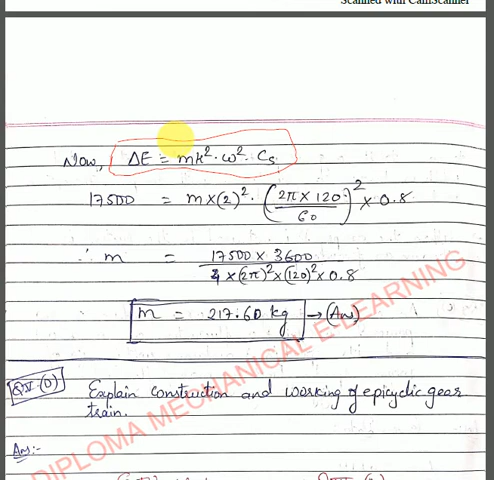 Scanned with CamScanner
Now, ΔE = mk². ω². Cs
17500 = m × (2)². (2π × 120 / 60)² × 0.8
∴ m = 17500 × 3600 / 4 × (2π)² × (120)² × 0.8
m = 217.60 kg → (Ans)
Q.IV.(D) Explain construction and working of epicyclic gear
train.
Ans:-
DIPLOMA MECHANICAL E-LEARNING